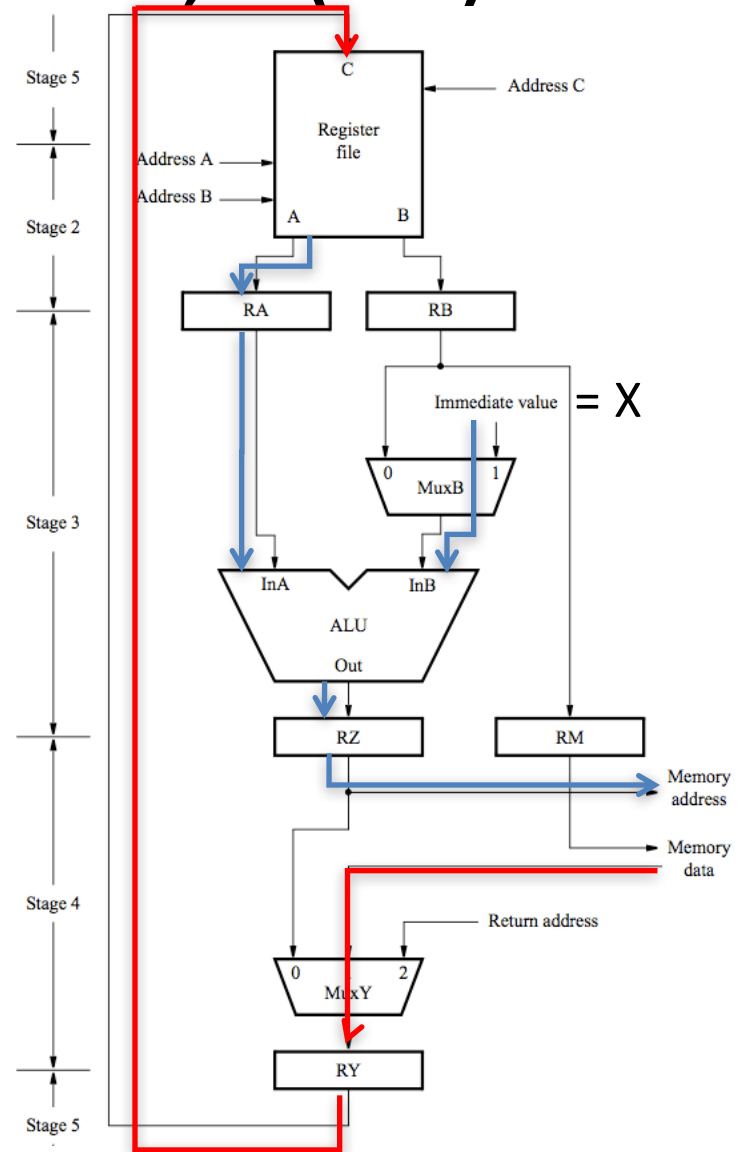 C
Stage 5
Address C
Register
file
Address A
Address B
A
B
Stage 2
RA
RB
Immediate value = X
0
1
MuxB
Stage 3
InA
InB
ALU
Out
RZ
RM
Memory
address
Memory
data
Stage 4
Return address
0
2
MuxY
RY
Stage 5